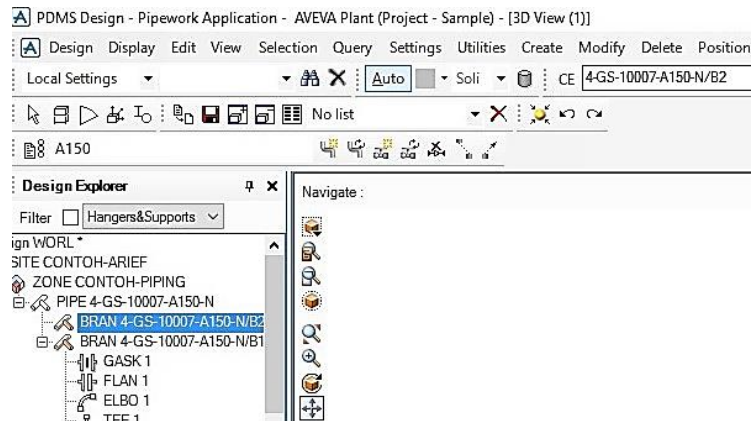 PDMS Design - Pipework Application - AVEVA Plant (Project - Sample) - [3D View (1)]
Design Display Edit View Selection Query Settings Utilities Create Modify Delete Position
Local Settings Auto Soli CE 4-GS-10007-A150-N/B2
No list
A150
Design Explorer
Navigate :
Filter Hangers&Supports
ign WORL *
SITE CONTOH-ARIEF
ZONE CONTOH-PIPING
PIPE 4-GS-10007-A150-N
BRAN 4-GS-10007-A150-N/B2
BRAN 4-GS-10007-A150-N/B1
GASK 1
FLAN 1
ELBO 1
TEE 1